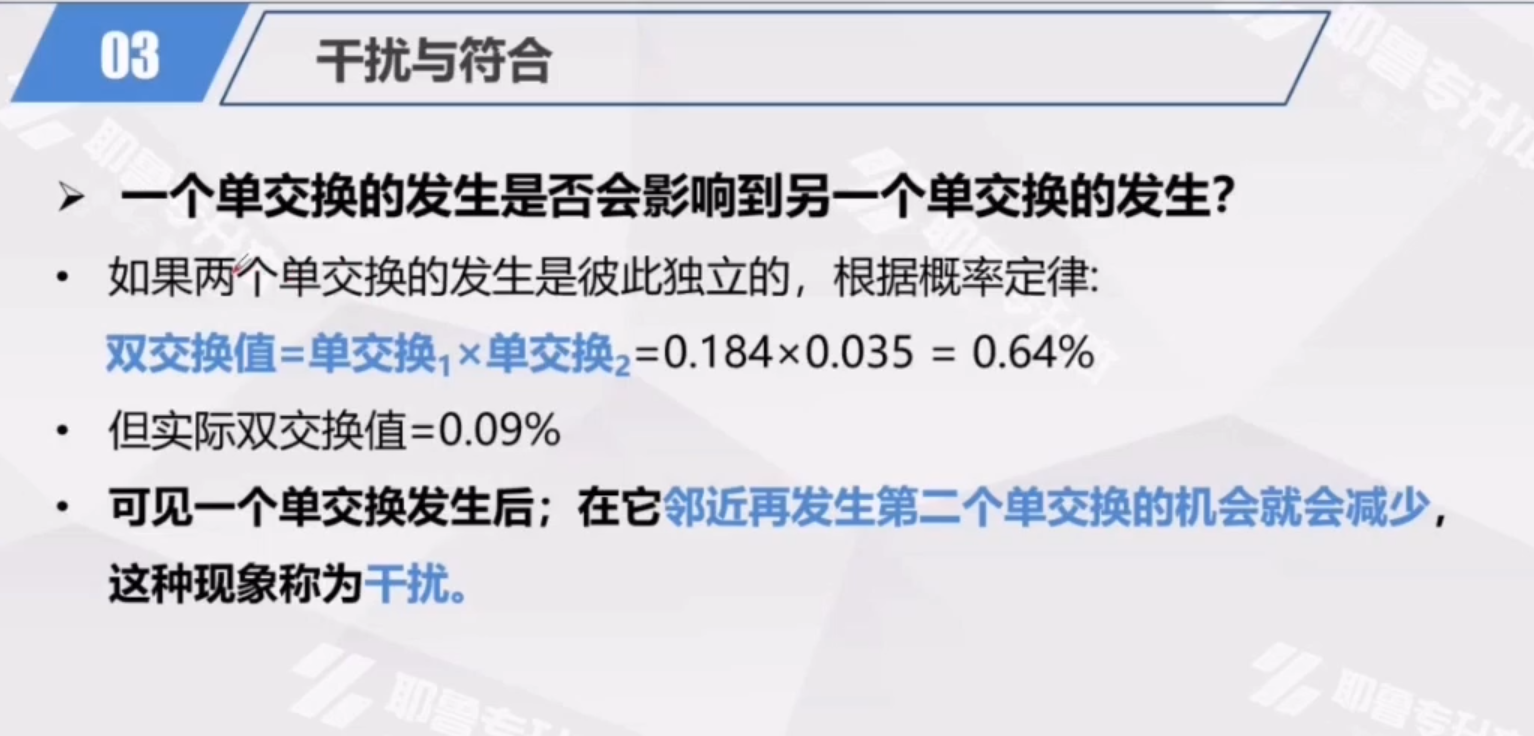 03
干扰与符合
➢ 一个单交换的发生是否会影响到另一个单交换的发生？
• 如果两个单交换的发生是彼此独立的，根据概率定律:
双交换值=单交换₁×单交换₂=0.184×0.035 = 0.64%
• 但实际双交换值=0.09%
• 可见一个单交换发生后；在它邻近再发生第二个单交换的机会就会减少，
这种现象称为干扰。
耶鲁专升本
耶鲁专升